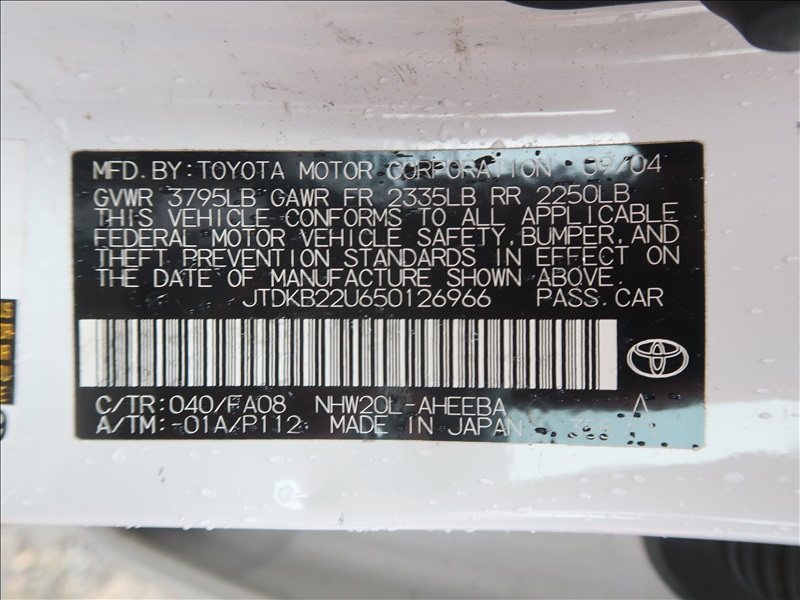 MFD. BY: TOYOTA MOTOR CORPORATION 09/04
GVWR 3795LB GAWR FR 2335LB RR 2250LB
THIS VEHICLE CONFORMS TO ALL APPLICABLE
FEDERAL MOTOR VEHICLE SAFETY, BUMPER, AND
THEFT PREVENTION STANDARDS IN EFFECT ON
THE DATE OF MANUFACTURE SHOWN ABOVE.
JTDKB22U650126966 PASS. CAR
C/TR: 040/FA08 NHW20L-AHEEBA A
A/TM: -01A/P112 MADE IN JAPAN